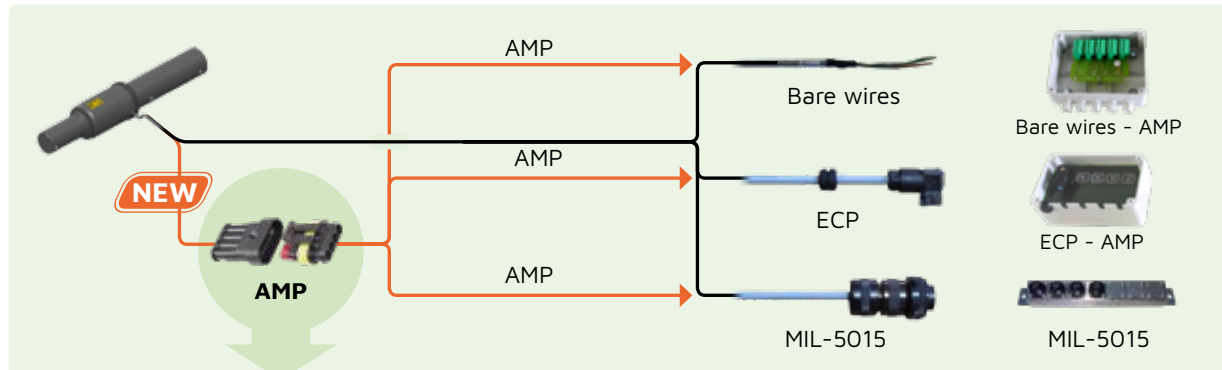 AMP
Bare wires
Bare wires - AMP
AMP
NEW
ECP
ECP - AMP
AMP
AMP
MIL-5015
MIL-5015